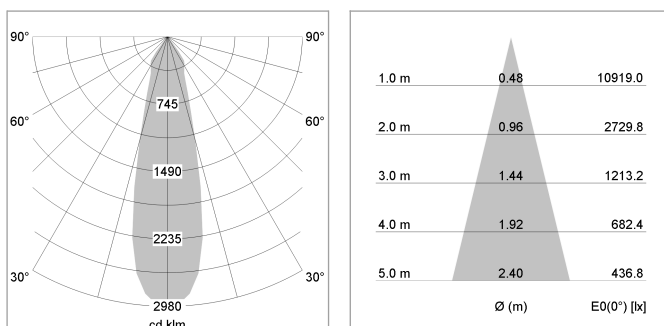 90° 90°
745
60° 60°
1490
2235
30° 30°
2980
cd klm
1.0 m 0.48 10919.0
2.0 m 0.96 2729.8
3.0 m 1.44 1213.2
4.0 m 1.92 682.4
5.0 m 2.40 436.8
Ø (m) E0(0°) [lx]